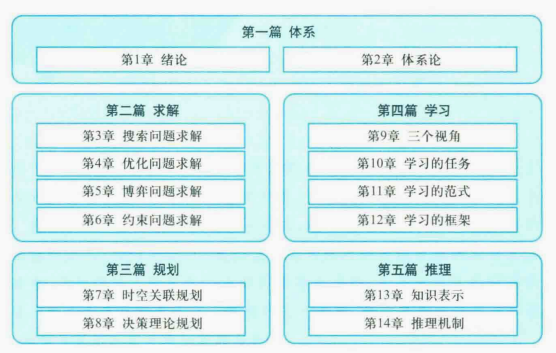 第一篇 体系
第1章 绪论
第2章 体系论
第二篇 求解
第3章 搜索问题求解
第4章 优化问题求解
第5章 博弈问题求解
第6章 约束问题求解
第三篇 规划
第7章 时空关联规划
第8章 决策理论规划
第四篇 学习
第9章 三个视角
第10章 学习的任务
第11章 学习的范式
第12章 学习的框架
第五篇 推理
第13章 知识表示
第14章 推理机制